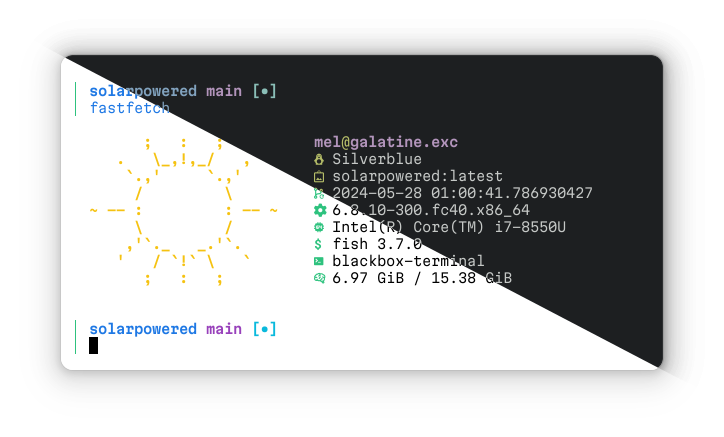 solarpowered main [•]
fastfetch
mel@galatine.exc
Silverblue
solarpowered:latest
2024-05-28 01:00:41.786930427
6.8.10-300.fc40.x86_64
Intel(R) Core(TM) i7-8550U
$ fish 3.7.0
blackbox-terminal
6.97 GiB / 15.38 GiB
solarpowered main [•]